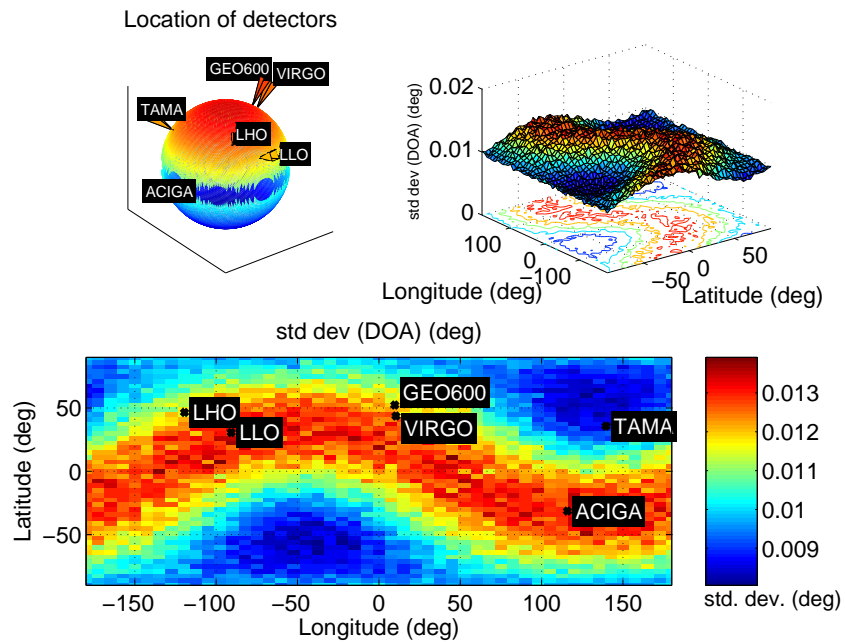 Location of detectors
GEO600
VIRGO
TAMA
LHO
LLO
ACIGA
0.02
0.01
0
std dev (DOA) (deg)
100
0
−100
Longitude (deg)
−50
0
50
Latitude (deg)
std dev (DOA) (deg)
50
0
−50
Latitude (deg)
LHO
LLO
GEO600
VIRGO
TAMA
ACIGA
−150
−100
−50
0
50
100
150
Longitude (deg)
0.013
0.012
0.011
0.01
0.009
std. dev. (deg)